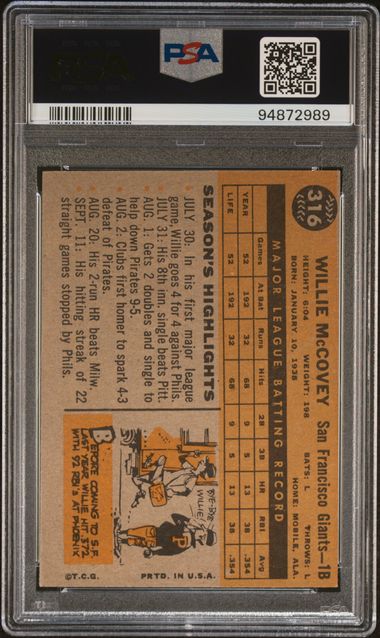 PSA
PSA
94872989
316
WILLIE McCOVEY San Francisco Giants—1B
HEIGHT: 6:04 WEIGHT: 198 BATS: L THROWS: L
BORN: JANUARY 10, 1938 HOME: MOBILE, ALA.
MAJOR LEAGUE BATTING RECORD
Games At Bat Runs Hits 2B 3B HR RBI Avg
YEAR 52 192 32 68 9 5 13 38 .354
LIFE 52 192 32 68 9 5 13 38 .354
SEASON'S HIGHLIGHTS
JULY 30: In his first major league
game, Willie goes 4 for 4 against Phils.
JULY 31: His 8th inn. single beats Pitt.
AUG. 1: Gets 2 doubles and single to
help down Pirates 9-5.
AUG. 2: Clubs first homer to spark 4-3
defeat of Pirates.
AUG. 20: His 2-run HR beats Milw.
SEPT. 11: His hitting streak of 22
straight games stopped by Phils.
BYE-BYE
WILLIE!
P
BEFORE COMING TO S.F.
LAST YEAR, WILLIE HIT .372
WITH 92 RBI's AT PHOENIX
©T.C.G. PRTD. IN U.S.A.